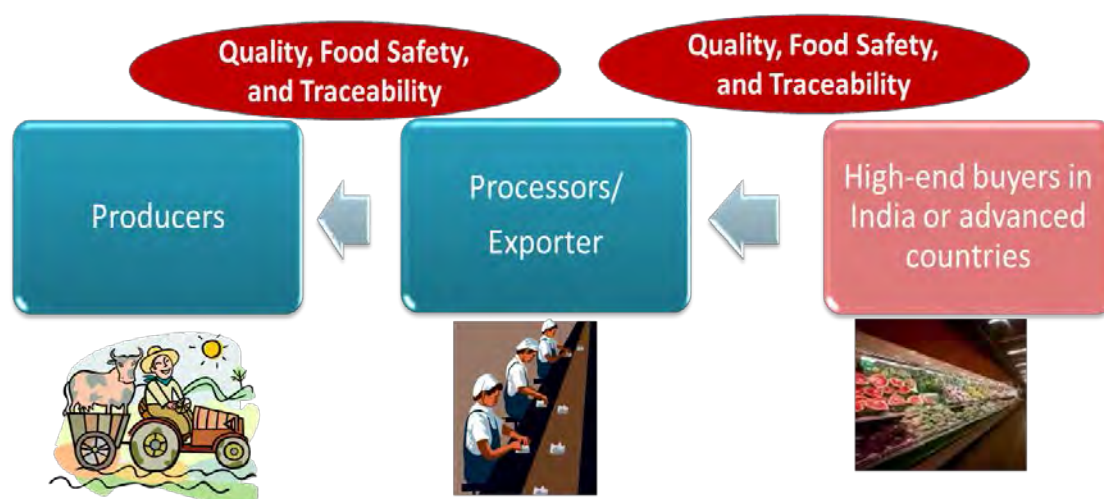 Quality, Food Safety,
and Traceability
Quality, Food Safety,
and Traceability
Producers
Processors/
Exporter
High-end buyers in
India or advanced
countries